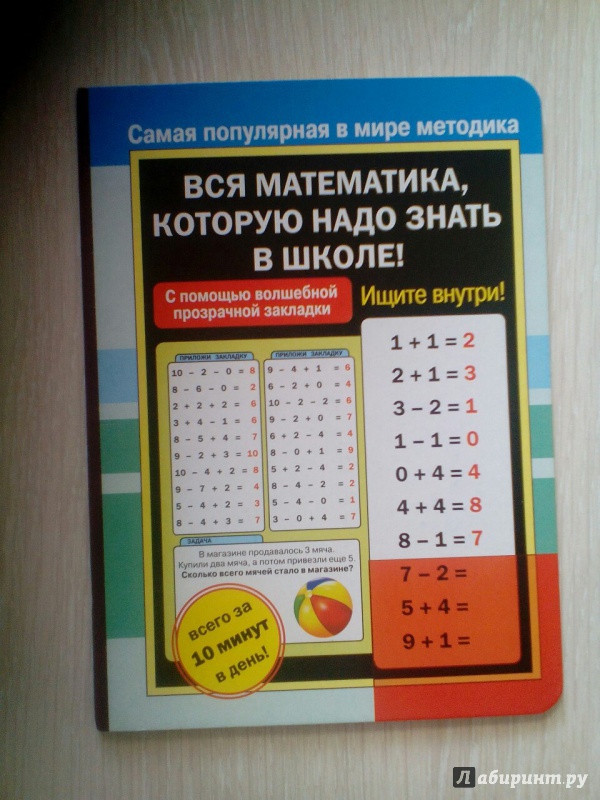 Самая популярная в мире методика
ВСЯ МАТЕМАТИКА,
КОТОРУЮ НАДО ЗНАТЬ
В ШКОЛЕ!
С помощью волшебной
прозрачной закладки
Ищите внутри!
ПРИЛОЖИ ЗАКЛАДКУ
10 – 2 – 0 = 8
8 – 6 – 0 = 2
2 + 2 + 2 = 6
3 + 4 – 1 = 6
8 – 5 + 4 = 7
9 – 2 + 3 = 10
10 – 4 + 2 = 8
9 – 7 + 2 = 4
5 – 4 + 2 = 3
8 – 4 + 3 = 7
ПРИЛОЖИ ЗАКЛАДКУ
9 – 4 + 1 = 6
6 – 2 + 0 = 4
10 – 2 – 2 = 6
9 – 2 + 0 = 7
6 + 2 – 4 = 4
8 – 0 + 1 = 9
5 + 2 – 4 = 2
8 – 4 – 2 = 2
5 – 4 – 0 = 1
3 – 0 + 4 = 7
1 + 1 = 2
2 + 1 = 3
3 – 2 = 1
1 – 1 = 0
0 + 4 = 4
4 + 4 = 8
8 – 1 = 7
7 – 2 =
5 + 4 =
9 + 1 =
ЗАДАЧА
В магазине продавалось 3 мяча.
Купили два мяча, а потом привезли еще 5.
Сколько всего мячей стало в магазине?
всего за
10 минут
в день!
Лабиринт.ру